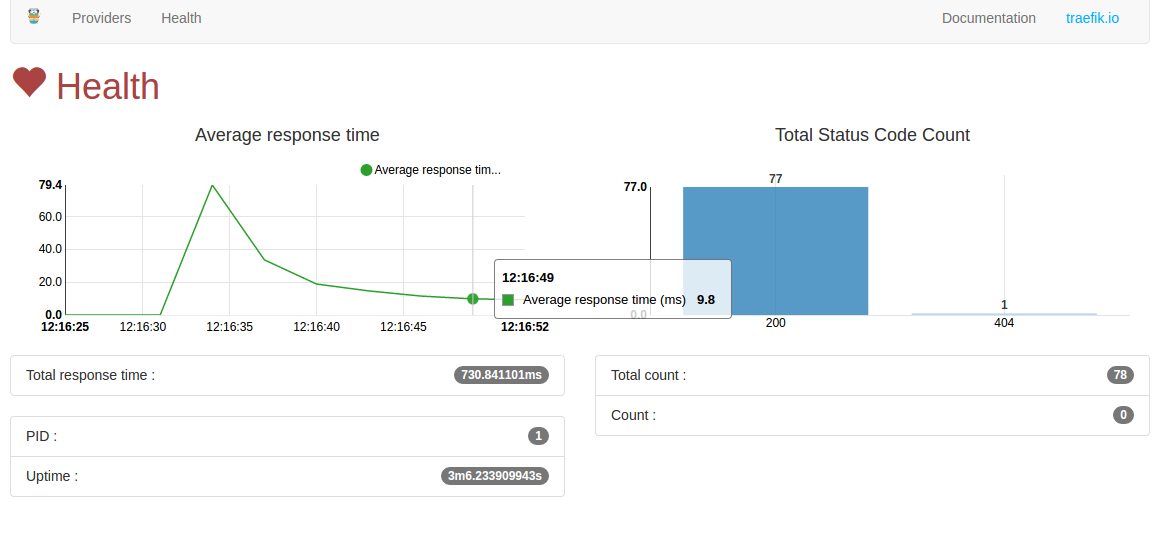 Providers Health Documentation traefik.io
Health
Average response time
Average response tim...
79.4
60.0
40.0
20.0
0.0
12:16:25 12:16:30 12:16:35 12:16:40 12:16:45 12:16:52
12:16:49
Average response time (ms) 9.8
Total Status Code Count
77
77.0
1
0.0
200 404
Total response time : 730.841101ms
PID : 1
Uptime : 3m6.233909943s
Total count : 78
Count : 0